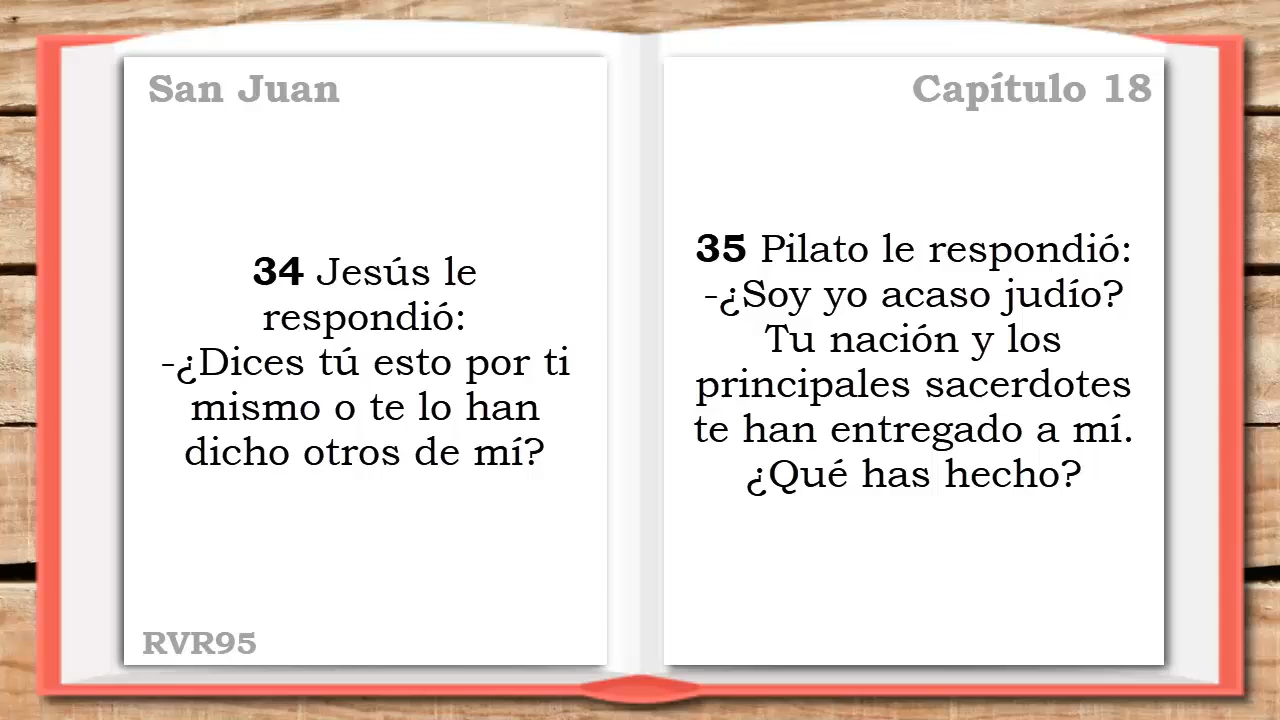 San Juan
34 Jesús le
respondió:
-¿Dices tú esto por ti
mismo o te lo han
dicho otros de mí?
RVR95
Capítulo 18
35 Pilato le respondió:
-¿Soy yo acaso judío?
Tu nación y los
principales sacerdotes
te han entregado a mí.
¿Qué has hecho?